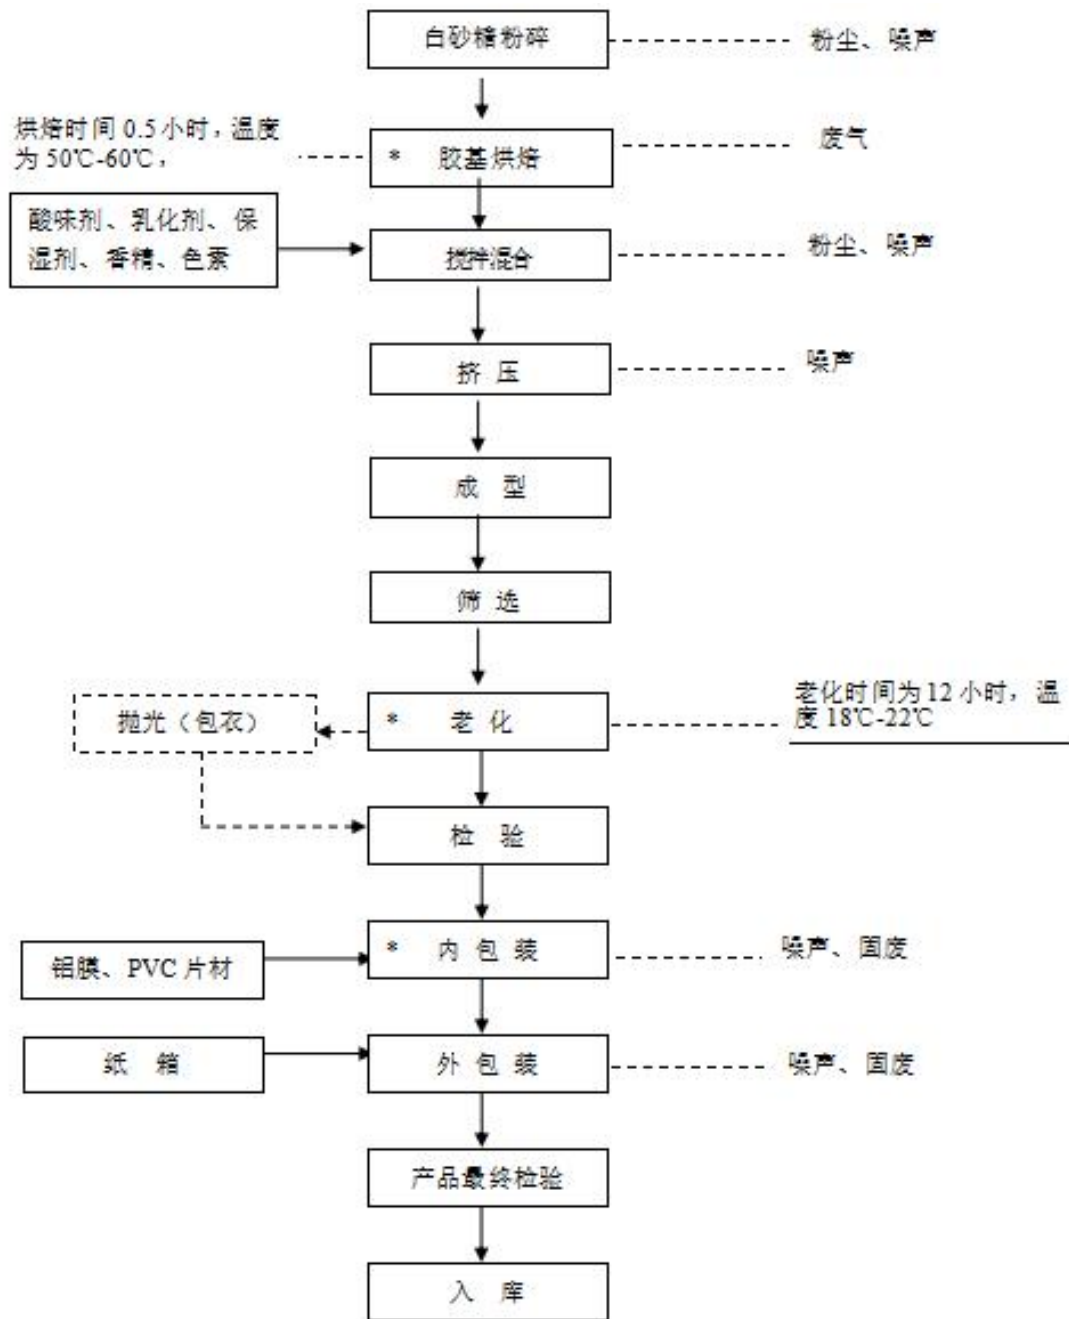 白砂糖粉碎
粉尘、噪声
烘焙时间 0.5 小时，温度
为 50℃-60℃，
* 胶基烘焙
废气
酸味剂、乳化剂、保
湿剂、香精、色素
搅拌混合
粉尘、噪声
挤 压
噪声
成 型
筛 选
抛光（包衣）
* 老 化
老化时间为 12 小时，温
度 18℃-22℃
检 验
铝膜、PVC 片材
* 内 包 装
噪声、固废
纸 箱
外 包 装
噪声、固废
产品最终检验
入 库